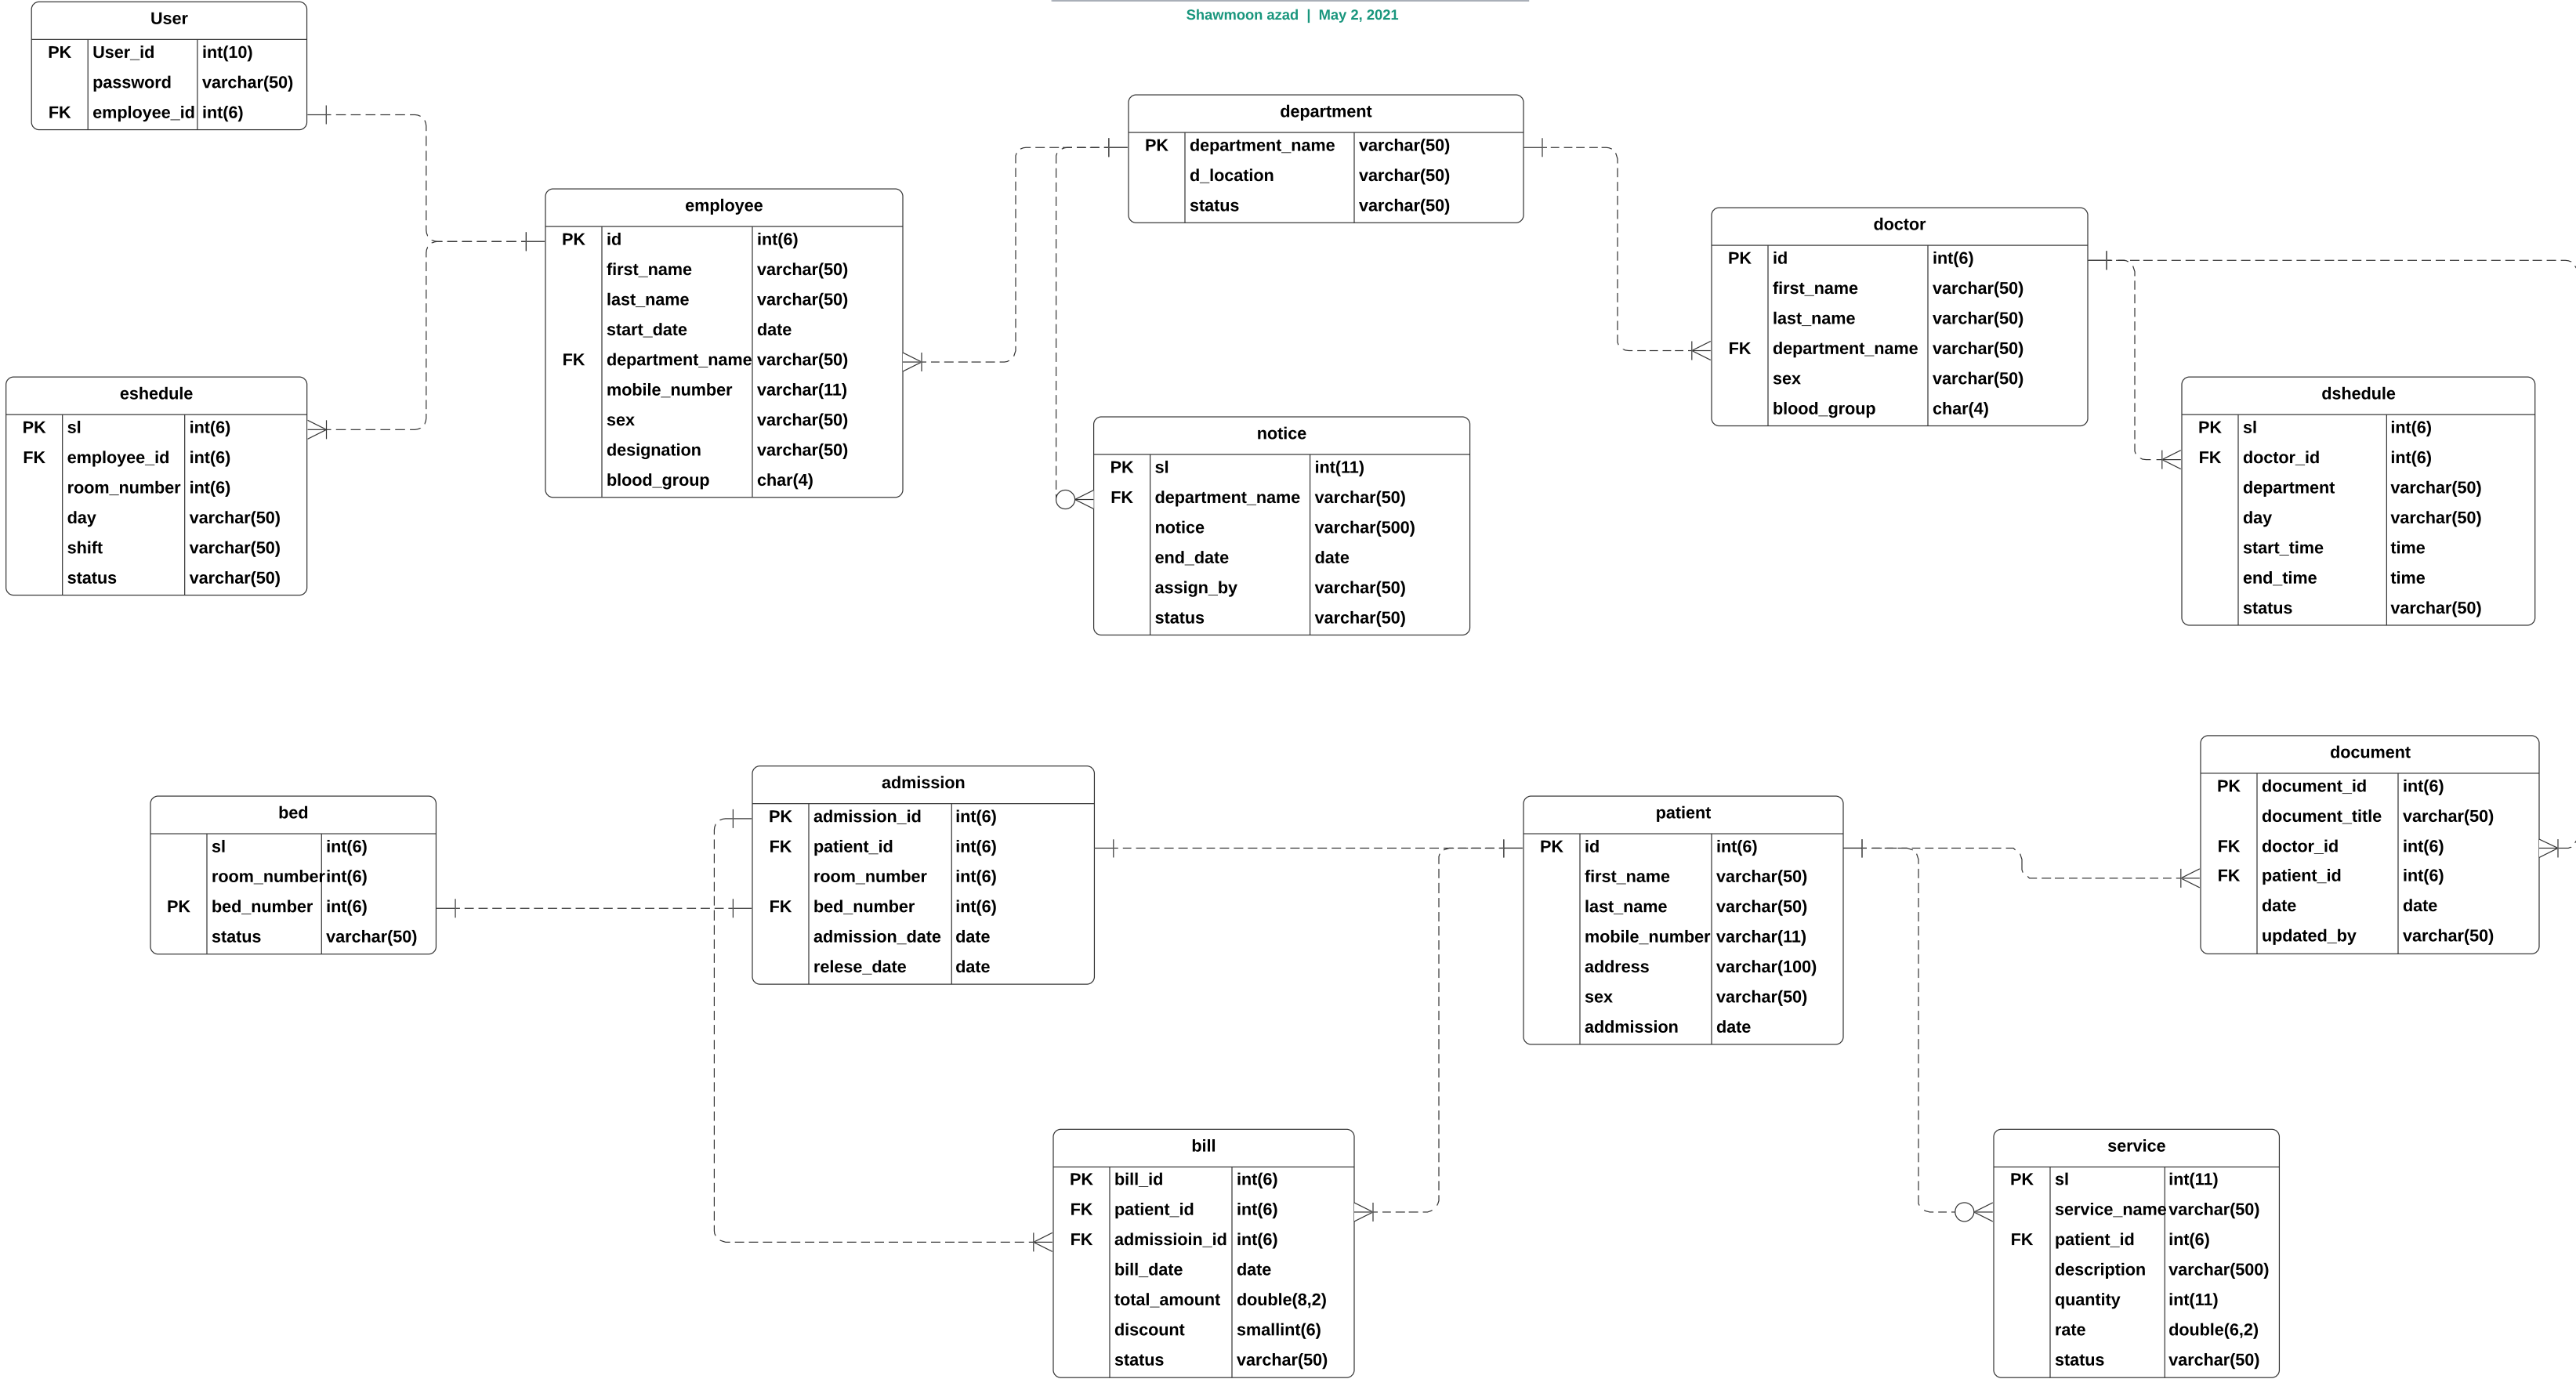 Shawmoon azad | May 2, 2021
User
PK User_id int(10)
password varchar(50)
FK employee_id int(6)
department
PK department_name varchar(50)
d_location varchar(50)
status varchar(50)
employee
PK id int(6)
first_name varchar(50)
last_name varchar(50)
start_date date
FK department_name varchar(50)
mobile_number varchar(11)
sex varchar(50)
designation varchar(50)
blood_group char(4)
doctor
PK id int(6)
first_name varchar(50)
last_name varchar(50)
FK department_name varchar(50)
sex varchar(50)
blood_group char(4)
eshedule
PK sl int(6)
FK employee_id int(6)
room_number int(6)
day varchar(50)
shift varchar(50)
status varchar(50)
notice
PK sl int(11)
FK department_name varchar(50)
notice varchar(500)
end_date date
assign_by varchar(50)
status varchar(50)
dshedule
PK sl int(6)
FK doctor_id int(6)
department varchar(50)
day varchar(50)
start_time time
end_time time
status varchar(50)
bed
sl int(6)
room_number int(6)
PK bed_number int(6)
status varchar(50)
admission
PK admission_id int(6)
FK patient_id int(6)
room_number int(6)
FK bed_number int(6)
admission_date date
relese_date date
patient
PK id int(6)
first_name varchar(50)
last_name varchar(50)
mobile_number varchar(11)
address varchar(100)
sex varchar(50)
addmission date
document
PK document_id int(6)
document_title varchar(50)
FK doctor_id int(6)
FK patient_id int(6)
date date
updated_by varchar(50)
bill
PK bill_id int(6)
FK patient_id int(6)
FK admissioin_id int(6)
bill_date date
total_amount double(8,2)
discount smallint(6)
status varchar(50)
service
PK sl int(11)
service_name varchar(50)
FK patient_id int(6)
description varchar(500)
quantity int(11)
rate double(6,2)
status varchar(50)